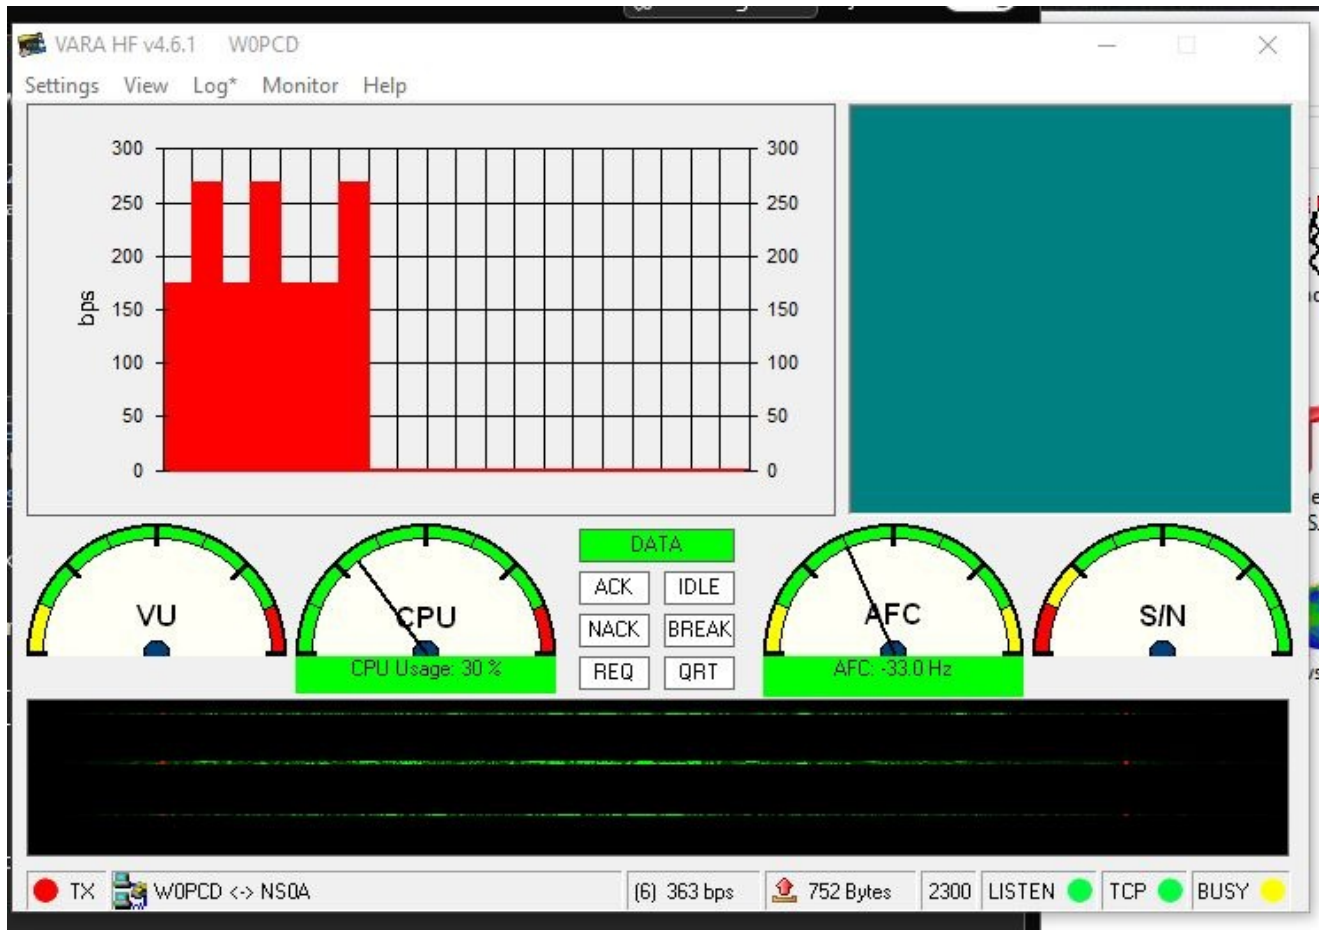 VARA HF v4.6.1 W0PCD
Settings View Log* Monitor Help
300 300
250 250
200 200
150 150
100 100
50 50
0 0
bps
VU
CPU
CPU Usage: 30 %
DATA
ACK IDLE
NACK BREAK
REQ QRT
AFC
AFC: -33.0 Hz
S/N
TX W0PCD <-> NS0A (6) 363 bps 752 Bytes 2300 LISTEN TCP BUSY